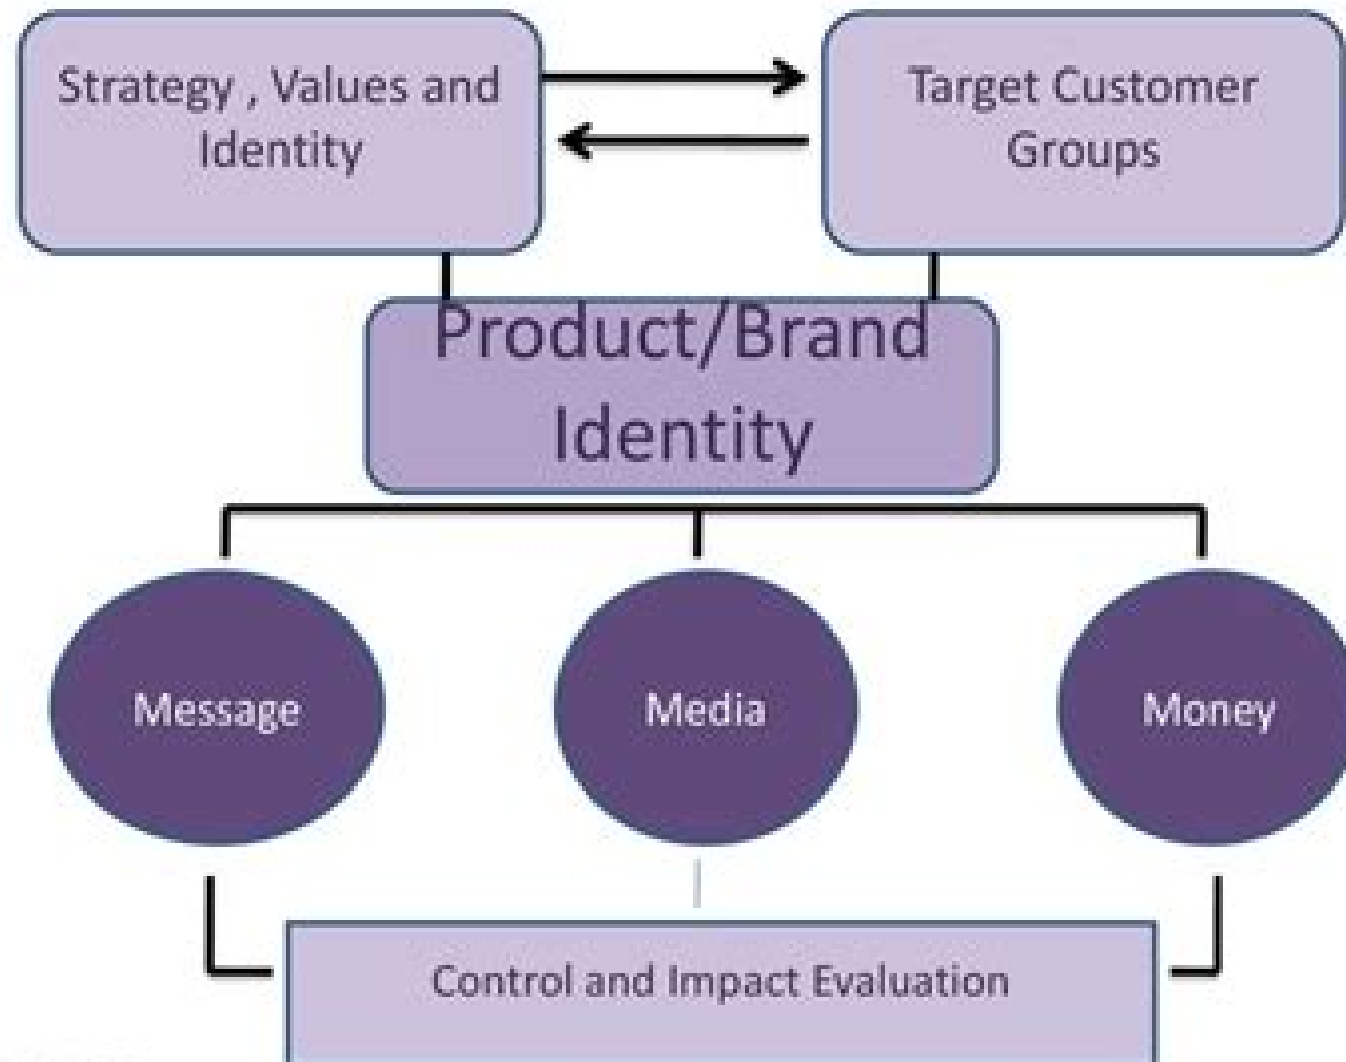 Strategy , Values and
Identity
Target Customer
Groups
Product/Brand
Identity
Message
Media
Money
Control and Impact Evaluation